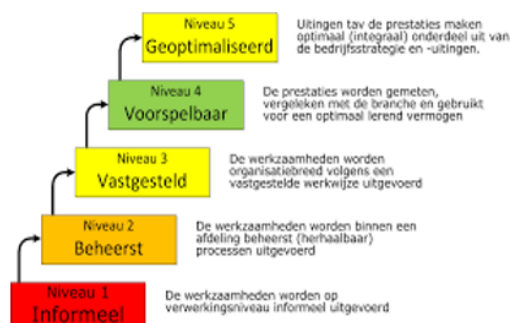 Niveau 5
Geoptimaliseerd
Uitingen tav de prestaties maken
optimaal (integraal) onderdeel uit van
de bedrijfsstrategie en -uitingen.
Niveau 4
Voorspelbaar
De prestaties worden gemeten,
vergeleken met de branche en gebruikt
voor een optimaal lerend vermogen
Niveau 3
Vastgesteld
De werkzaamheden worden
organisatiebreed volgens een
vastgestelde werkwijze uitgevoerd
Niveau 2
Beheerst
De werkzaamheden worden binnen een
afdeling beheerst (herhaalbaar)
processen uitgevoerd
Niveau 1
Informeel
De werkzaamheden worden op
verwerkingsniveau informeel uitgevoerd